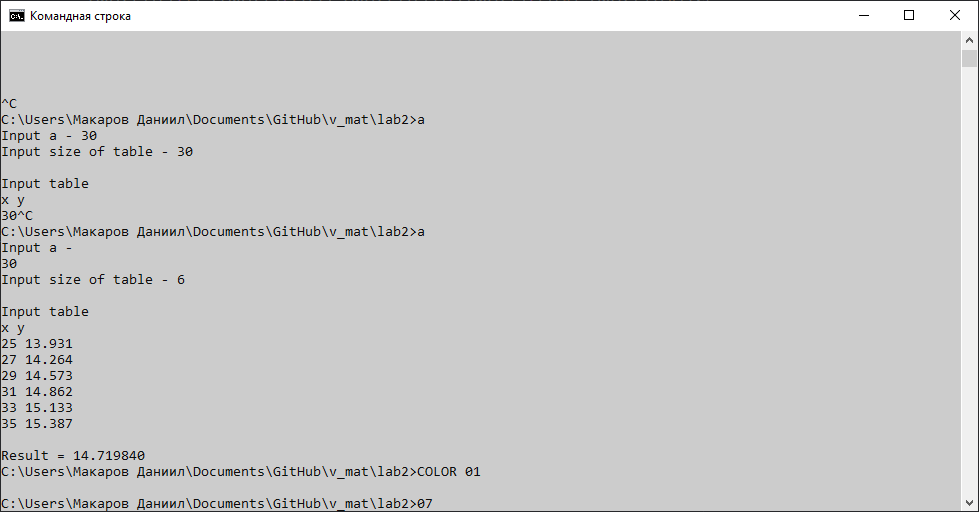 Командная строка
^C
C:\Users\Макаров Даниил\Documents\GitHub\v_mat\lab2>a
Input a - 30
Input size of table - 30
Input table
x y
30^C
C:\Users\Макаров Даниил\Documents\GitHub\v_mat\lab2>a
Input a -
30
Input size of table - 6
Input table
x y
25 13.931
27 14.264
29 14.573
31 14.862
33 15.133
35 15.387
Result = 14.719840
C:\Users\Макаров Даниил\Documents\GitHub\v_mat\lab2>COLOR 01
C:\Users\Макаров Даниил\Documents\GitHub\v_mat\lab2>07